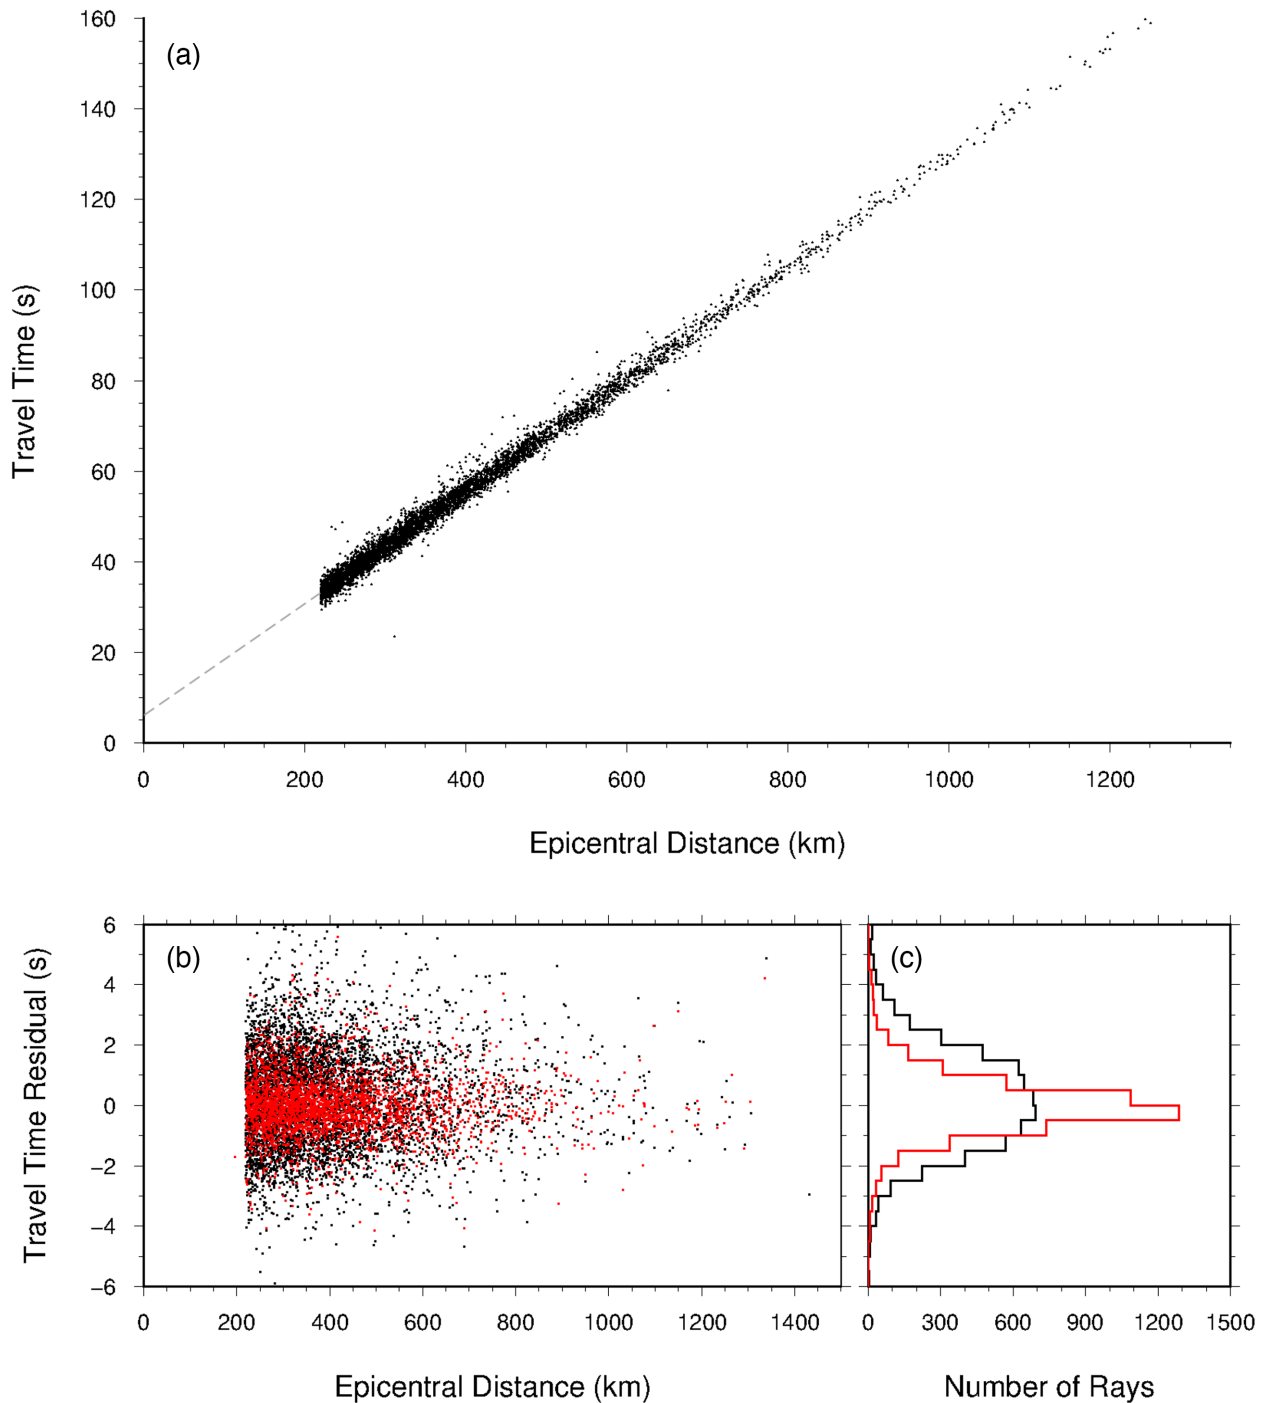 (a)
160
140
120
100
80
60
40
20
0
Travel Time (s)
0 200 400 600 800 1000 1200
Epicentral Distance (km)
(b)
6
4
2
0
−2
−4
−6
Travel Time Residual (s)
0 200 400 600 800 1000 1200 1400
Epicentral Distance (km)
(c)
0 300 600 900 1200 1500
Number of Rays